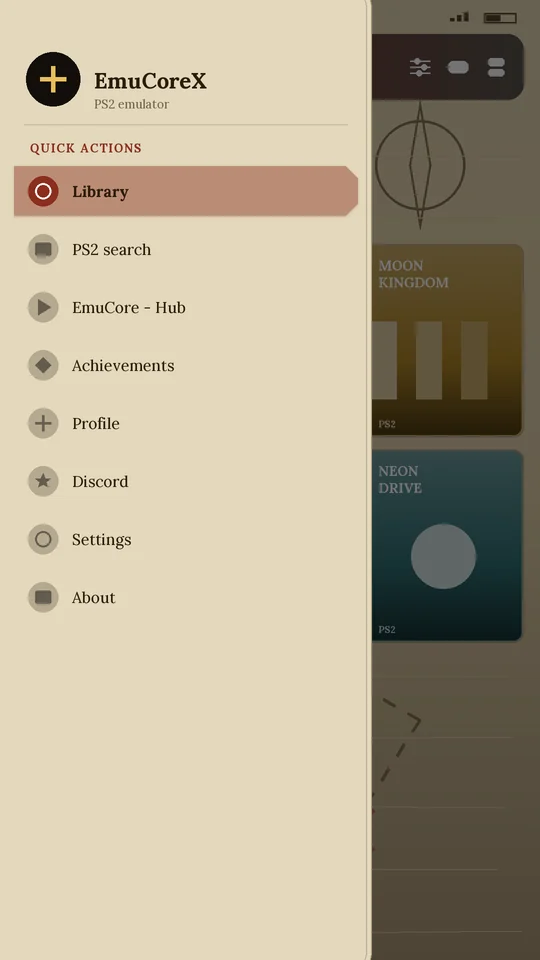 EmuCoreX
PS2 emulator
QUICK ACTIONS
Library
PS2 search
EmuCore - Hub
Achievements
Profile
Discord
Settings
About
MOON
KINGDOM
PS2
NEON
DRIVE
PS2